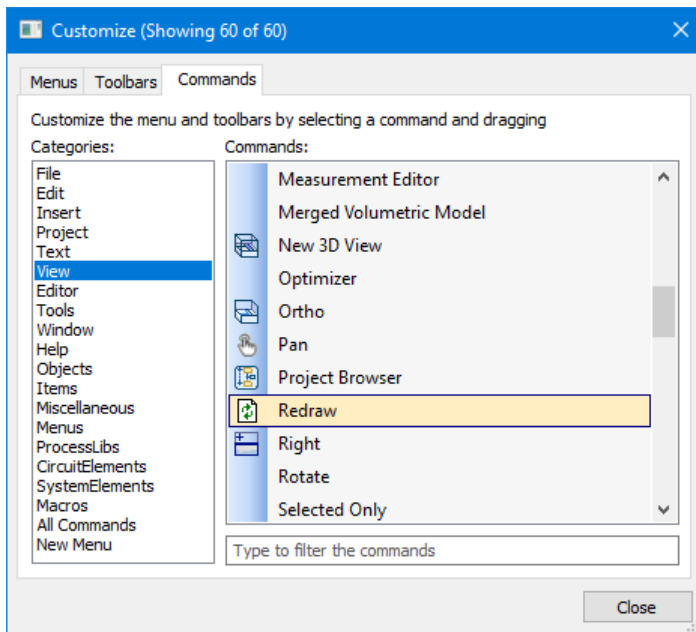 Customize (Showing 60 of 60)
Menus Toolbars Commands
Customize the menu and toolbars by selecting a command and dragging
Categories:
File
Edit
Insert
Project
Text
View
Editor
Tools
Window
Help
Objects
Items
Miscellaneous
Menus
ProcessLibs
CircuitElements
SystemElements
Macros
All Commands
New Menu
Commands:
Measurement Editor
Merged Volumetric Model
New 3D View
Optimizer
Ortho
Pan
Project Browser
Redraw
Right
Rotate
Selected Only
Type to filter the commands
Close